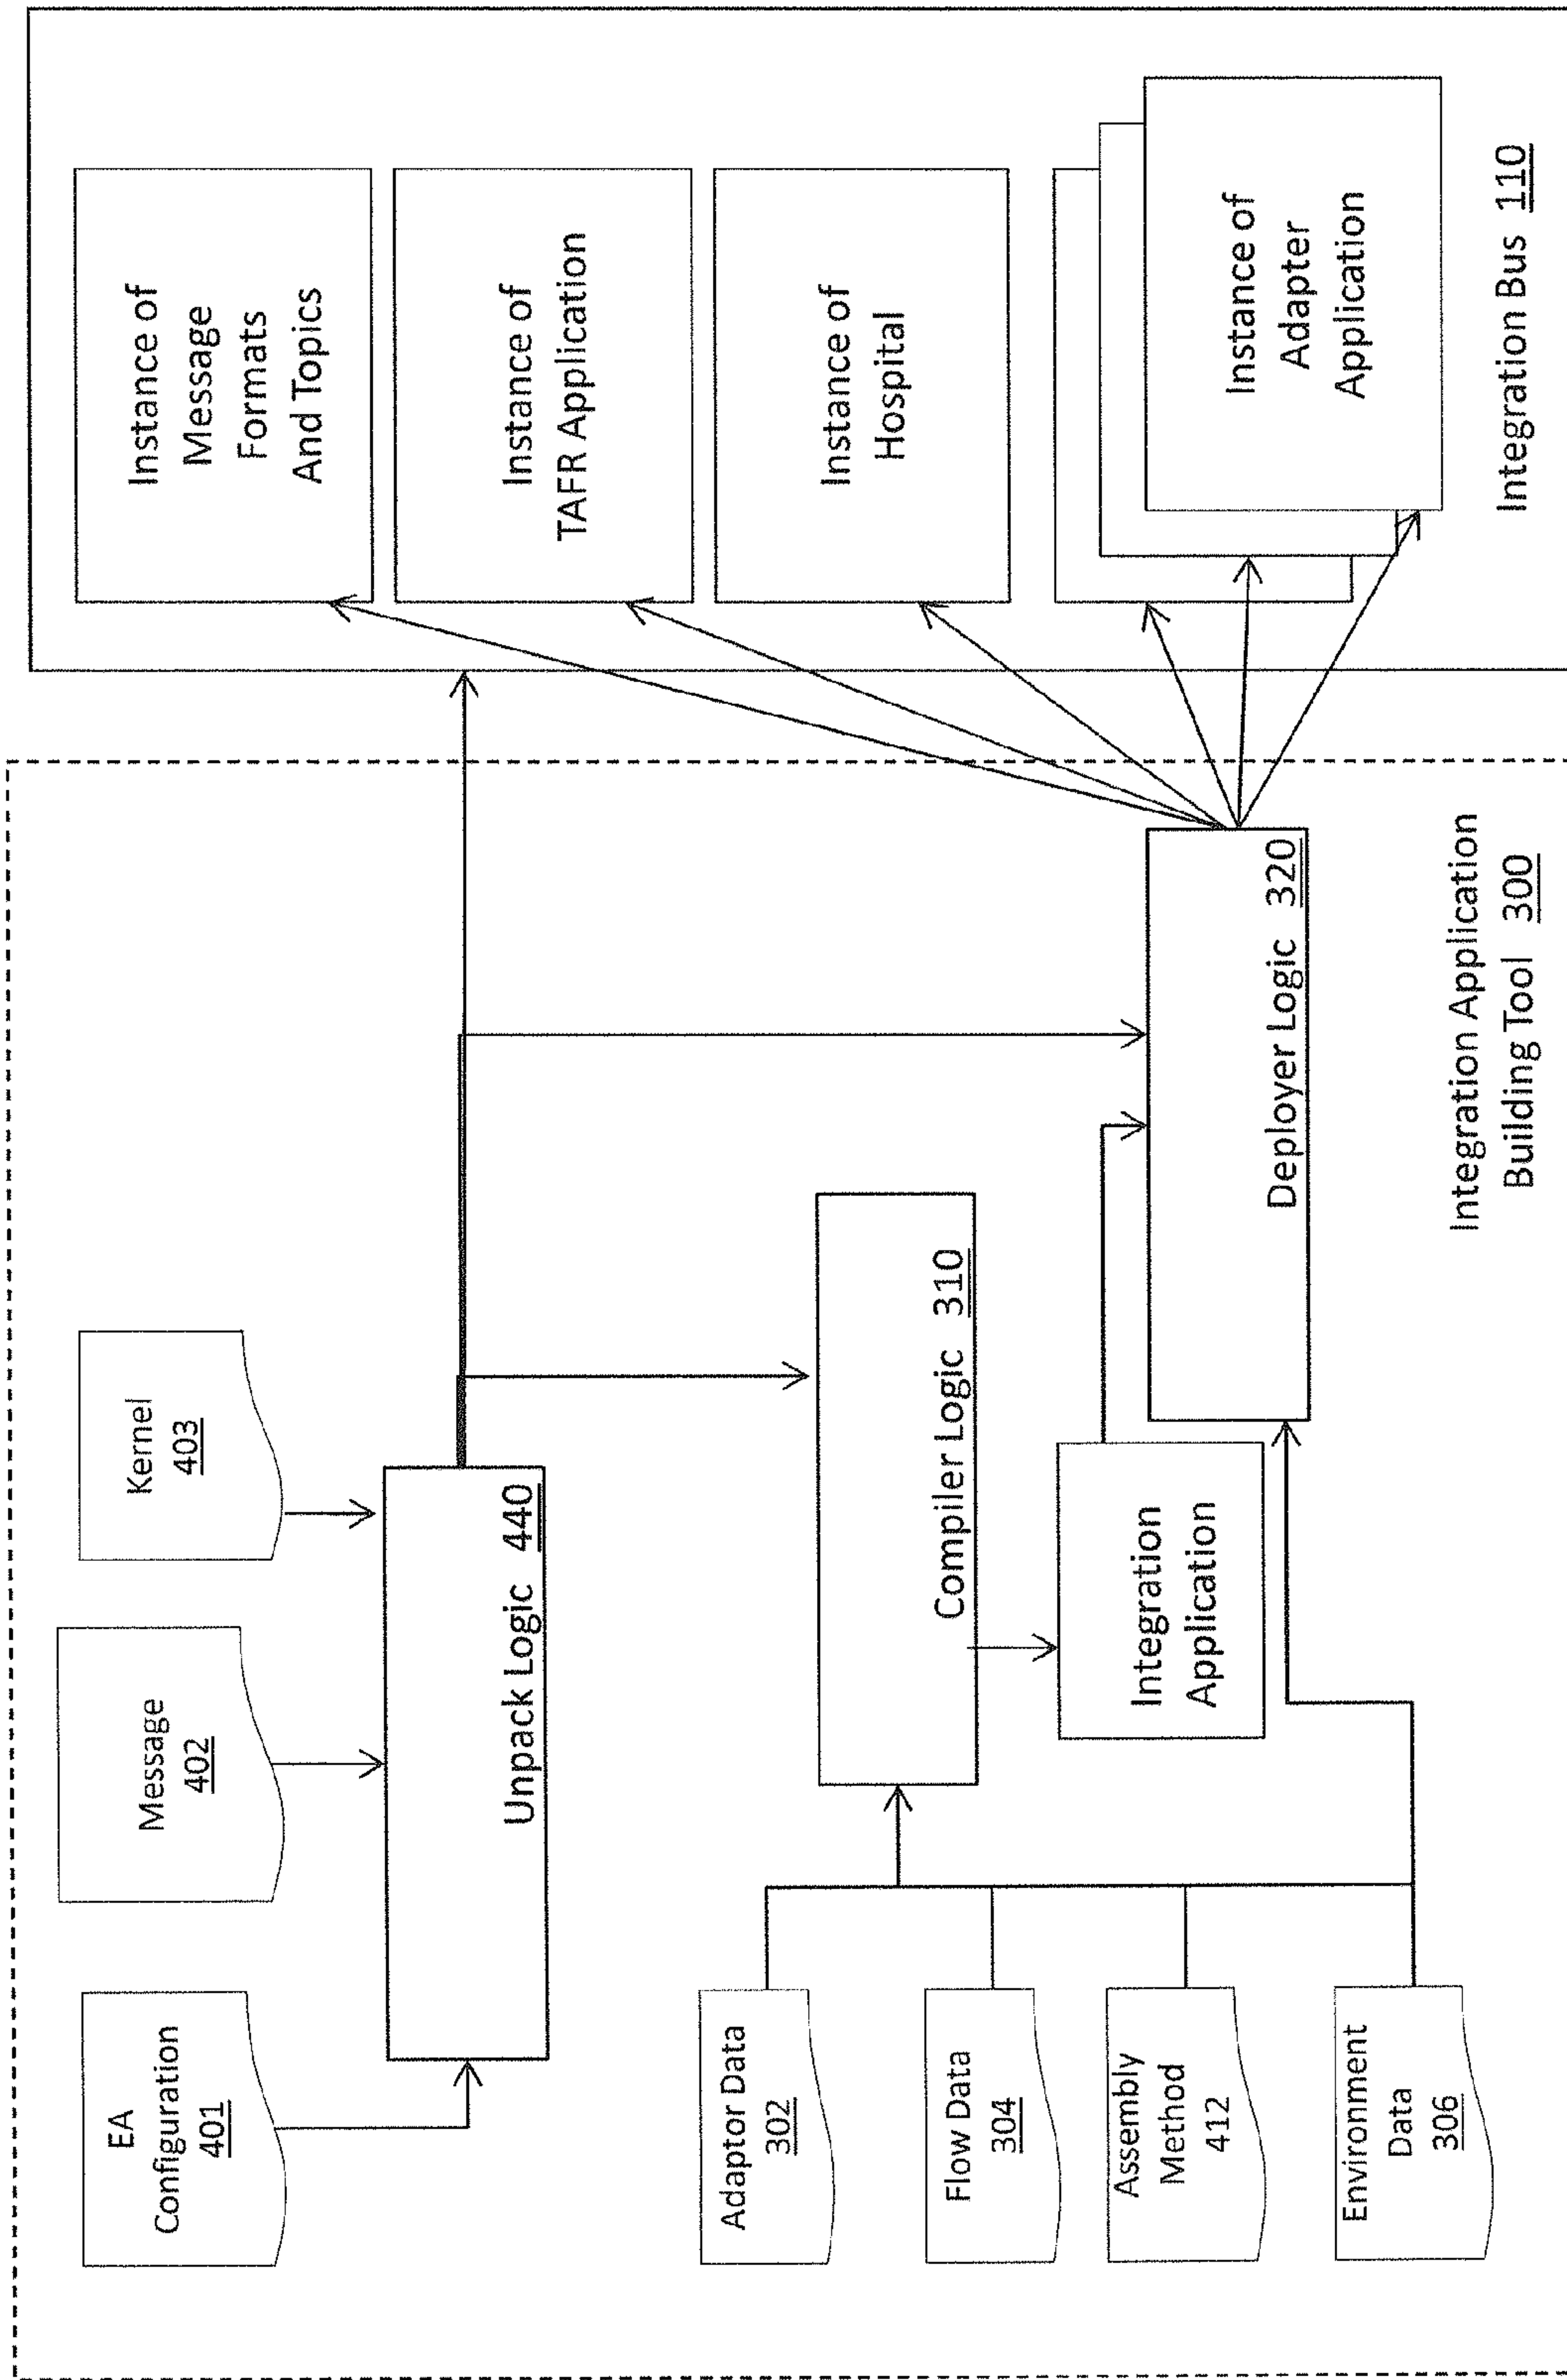 EA
Configuration
401
Message
402
Kernel
403
Unpack Logic 440
Adaptor Data
302
Flow Data
304
Assembly
Method
412
Environment
Data
306
Compiler Logic 310
Integration
Application
Deployer Logic 320
Integration Application
Building Tool 300
Instance of
Message
Formats
And Topics
Instance of
TAFR Application
Instance of
Hospital
Instance of
Adapter
Application
Integration Bus 110